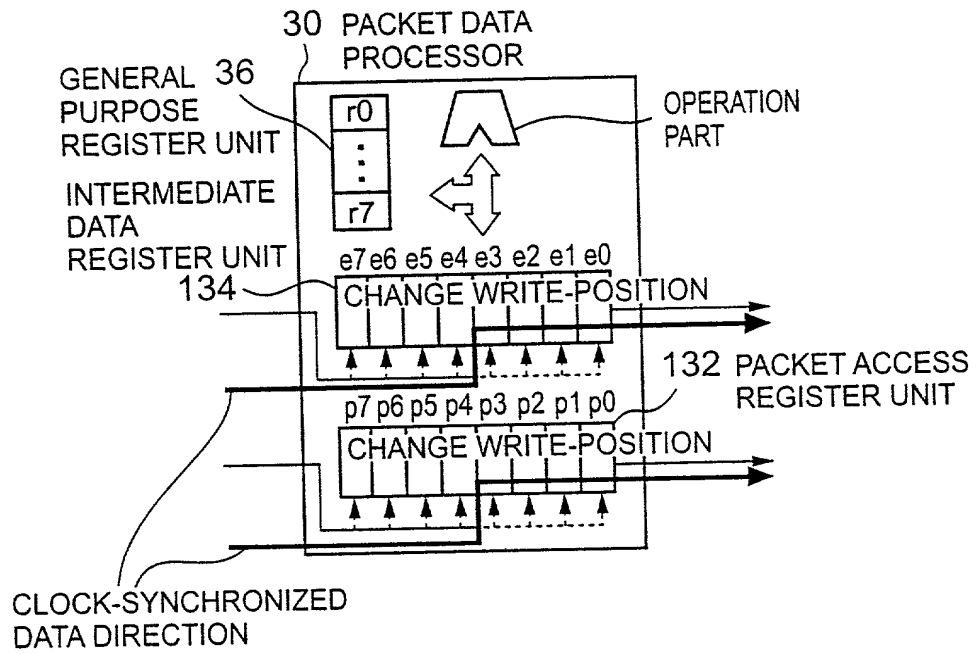 30 PACKET DATA
PROCESSOR
GENERAL 36
PURPOSE
REGISTER UNIT
r0
r7
OPERATION
PART
INTERMEDIATE
DATA
REGISTER UNIT
134
e7 e6 e5 e4 e3 e2 e1 e0
CHANGE WRITE-POSITION
132 PACKET ACCESS
REGISTER UNIT
p7 p6 p5 p4 p3 p2 p1 p0
CHANGE WRITE-POSITION
CLOCK-SYNCHRONIZED
DATA DIRECTION